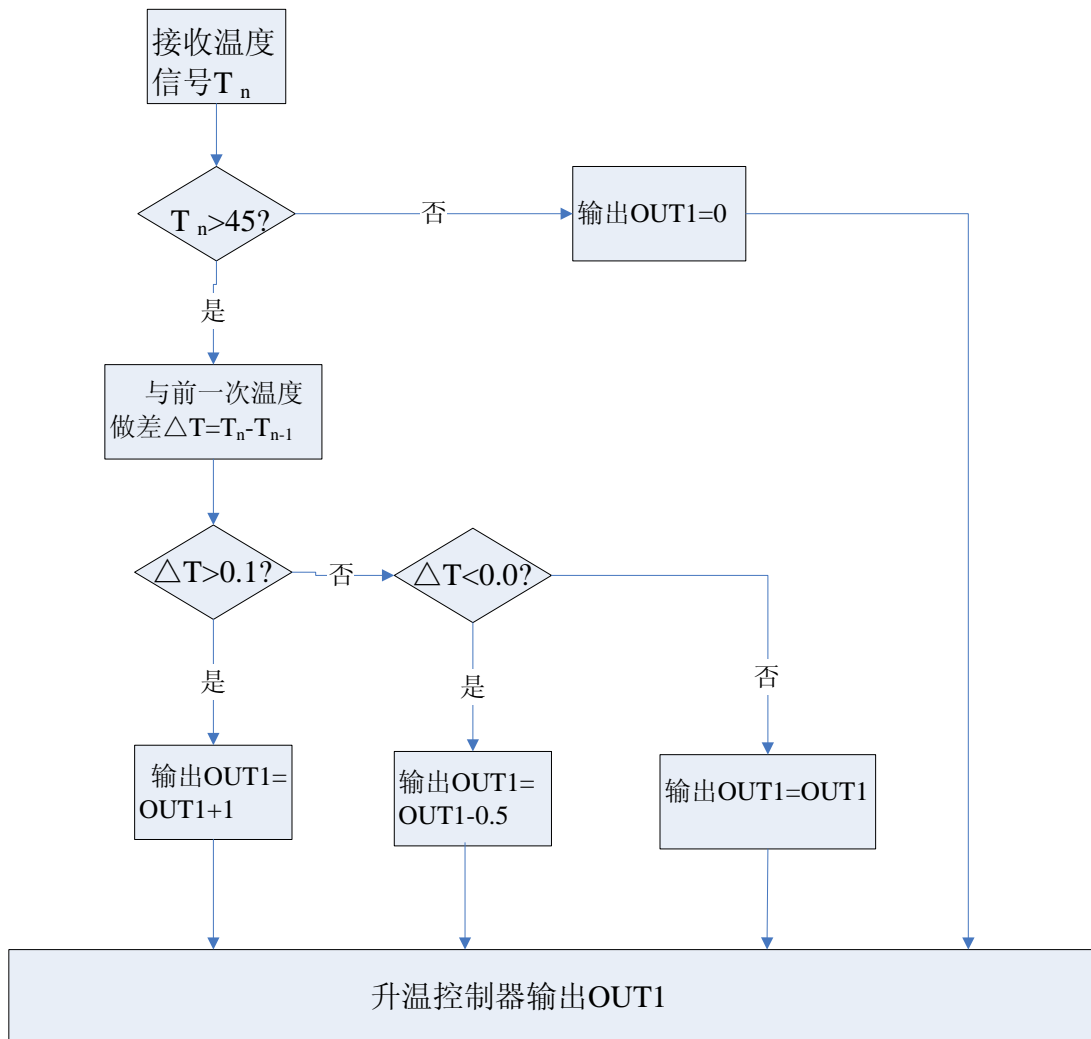 接收温度
信号T n
T n>45?
否
输出OUT1=0
是
与前一次温度
做差△T=Tn-Tn-1
△T>0.1?
否
△T<0.0?
是
是
否
输出OUT1=
OUT1+1
输出OUT1=
OUT1-0.5
输出OUT1=OUT1
升温控制器输出OUT1